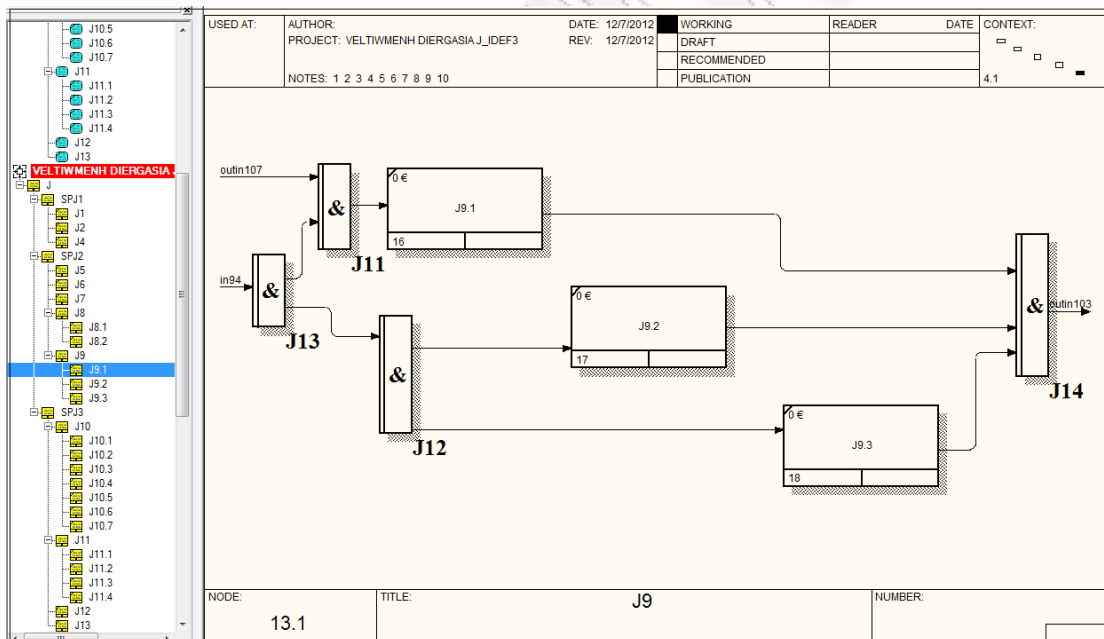 J10.5
J10.6
J10.7
J11
J11.1
J11.2
J11.3
J11.4
J12
J13
VELTIWMENH DIERGASIA J
J
SPJ1
J1
J2
J4
SPJ2
J5
J6
J7
J8
J8.1
J8.2
J9
J9.1
J9.2
J9.3
SPJ3
J10
J10.1
J10.2
J10.3
J10.4
J10.5
J10.6
J10.7
J11
J11.1
J11.2
J11.3
J11.4
J12
J13
USED AT:
AUTHOR:
DATE: 12/7/2012
PROJECT: VELTIWMENH DIERGASIA J_IDEF3
REV: 12/7/2012
NOTES: 1 2 3 4 5 6 7 8 9 10
WORKING
DRAFT
RECOMMENDED
PUBLICATION
READER DATE
CONTEXT:
4.1
outin107
&
J11
0 €
J9.1
16
in94
&
J13
&
J12
0 €
J9.2
17
0 €
J9.3
18
&
outin103
J14
NODE:
13.1
TITLE:
J9
NUMBER: